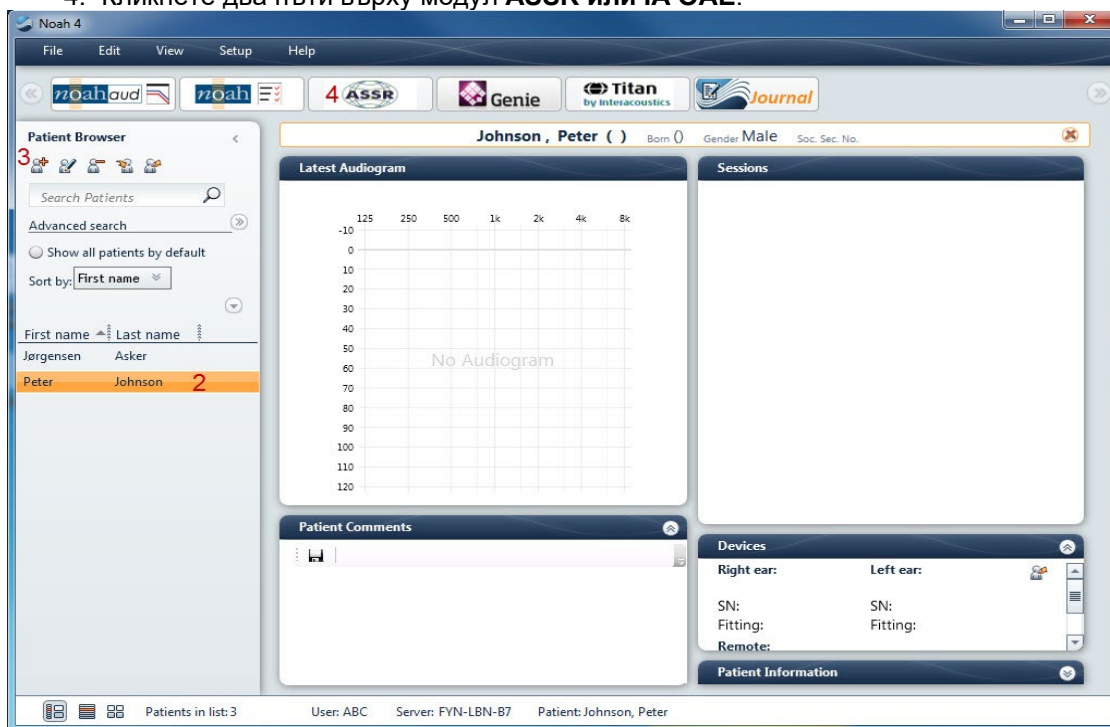 4. Кликнете два пъти върху модул ASSR или IA OAE.
Noah 4
File Edit View Setup Help
noah aud noah 4 ASSR Genie Titan by Interacoustics Journal
Patient Browser
Johnson , Peter ( ) Born () Gender Male Soc. Sec. No.
3
Latest Audiogram
Sessions
Search Patients
Advanced search
Show all patients by default
Sort by: First name
First name Last name
Jørgensen Asker
Peter Johnson 2
125 250 500 1k 2k 4k 8k
-10
0
10
20
30
40
50
60
70
80
90
100
110
120
No Audiogram
Patient Comments
Devices
Right ear: Left ear:
SN: SN:
Fitting: Fitting:
Remote:
Patient Information
Patients in list: 3 User: ABC Server: FYN-LBN-B7 Patient: Johnson, Peter